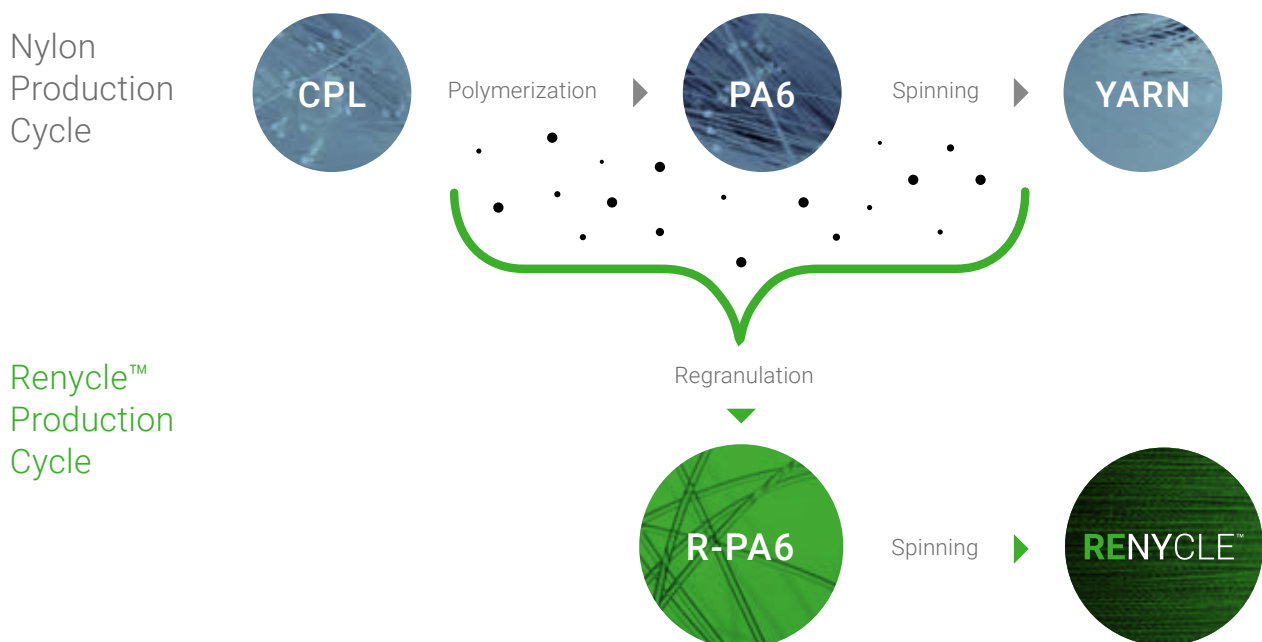 Nylon
Production
Cycle
CPL
Polymerization
PA6
Spinning
YARN
Regranulation
Renycle™
Production
Cycle
R-PA6
Spinning
RENYCLE™